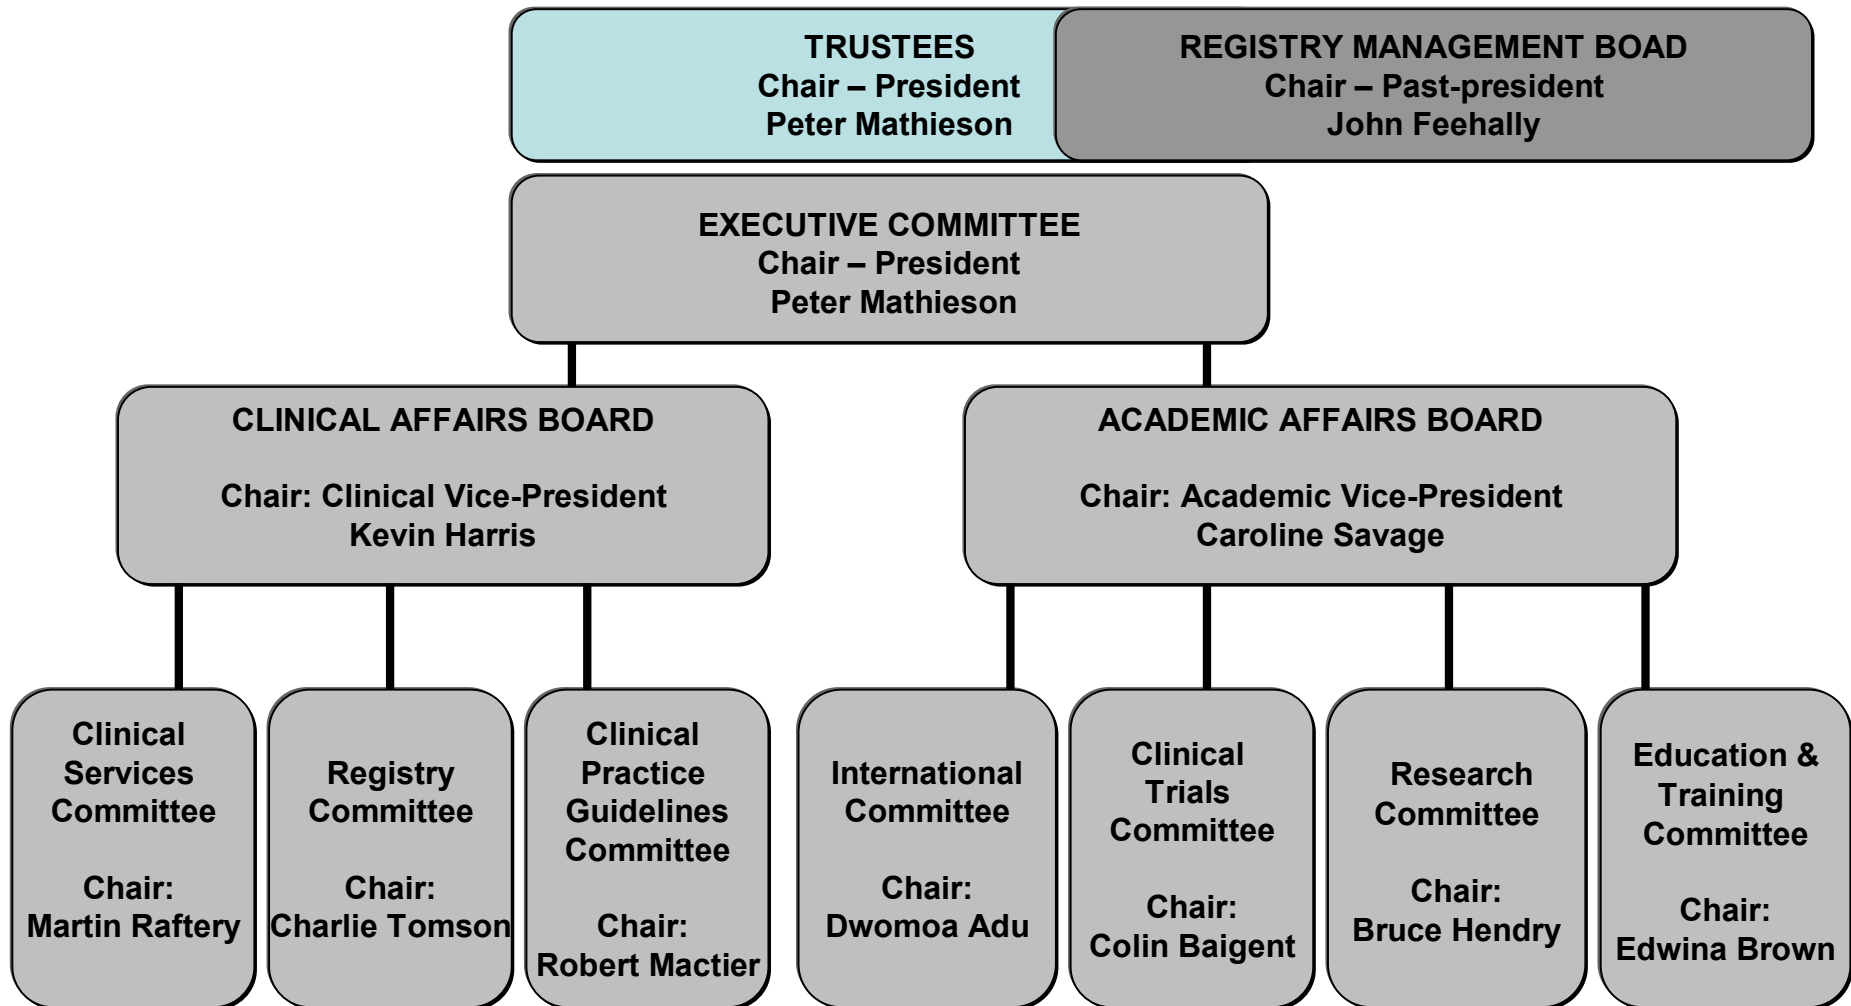 TRUSTEES
Chair – President
Peter Mathieson
REGISTRY MANAGEMENT BOAD
Chair – Past-president
John Feehally
EXECUTIVE COMMITTEE
Chair – President
Peter Mathieson
CLINICAL AFFAIRS BOARD
Chair: Clinical Vice-President
Kevin Harris
ACADEMIC AFFAIRS BOARD
Chair: Academic Vice-President
Caroline Savage
Clinical
Services
Committee
Chair:
Martin Raftery
Registry
Committee
Chair:
Charlie Tomson
Clinical
Practice
Guidelines
Committee
Chair:
Robert Mactier
International
Committee
Chair:
Dwomoa Adu
Clinical
Trials
Committee
Chair:
Colin Baigent
Research
Committee
Chair:
Bruce Hendry
Education &
Training
Committee
Chair:
Edwina Brown